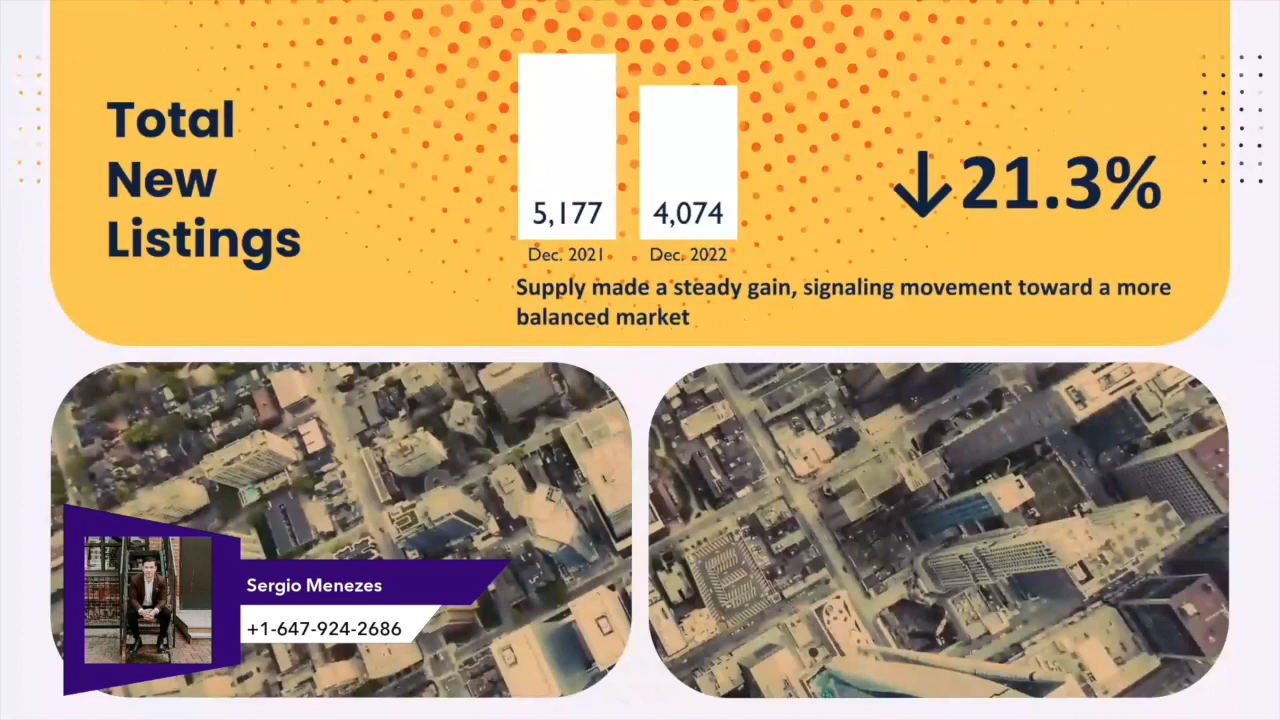 Total
New
Listings
5,177
4,074
Dec. 2021
Dec. 2022
↓21.3%
Supply made a steady gain, signaling movement toward a more
balanced market
Sergio Menezes
+1-647-924-2686